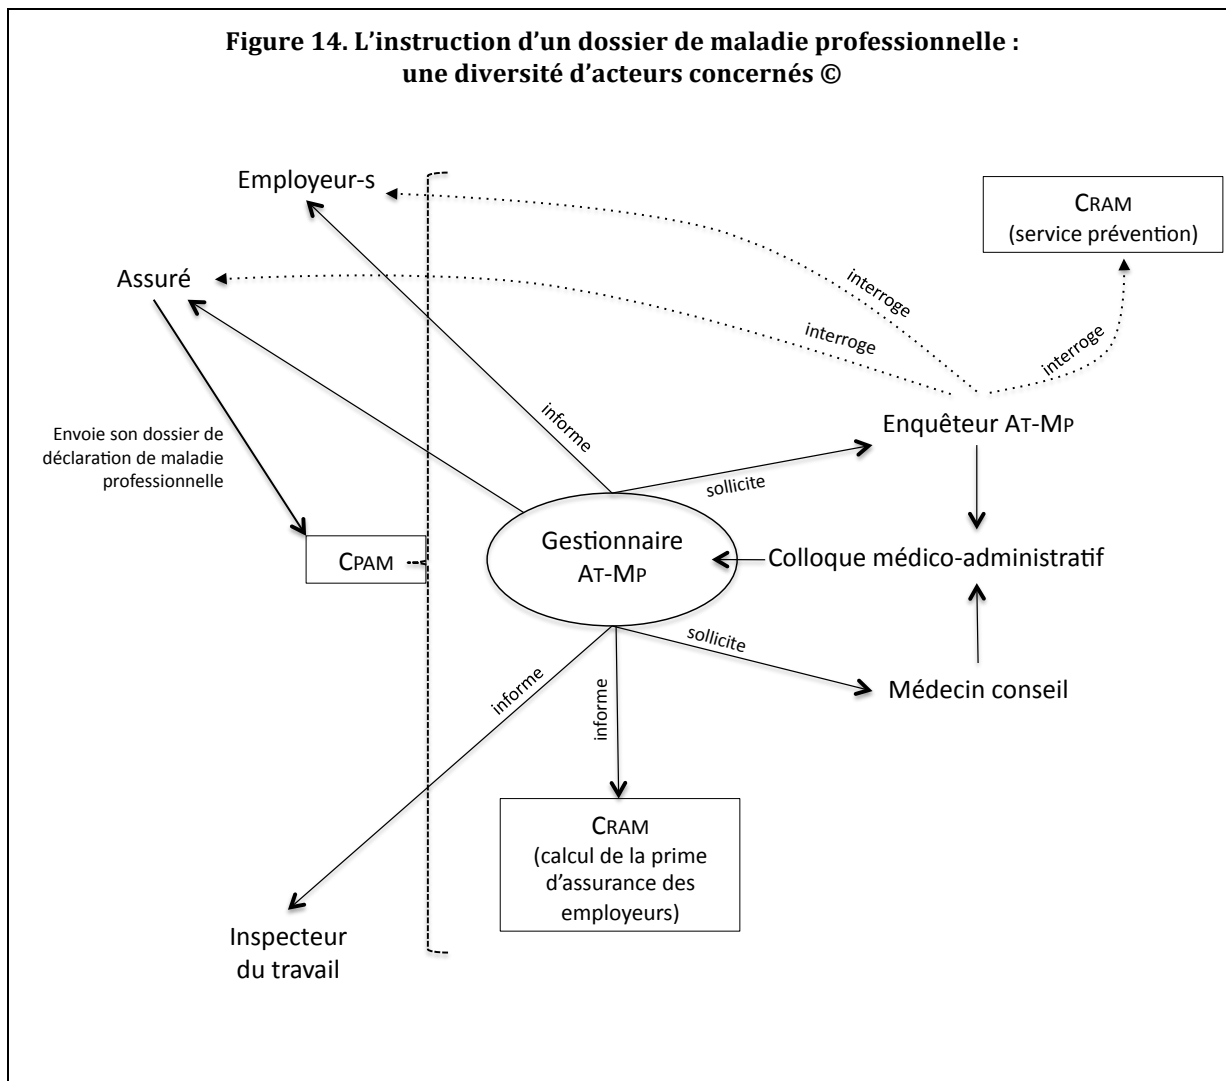 Figure 14. L’instruction d’un dossier de maladie professionnelle :
une diversité d’acteurs concernés ©
Employeur-s
CRAM
(service prévention)
Assuré
interroge
interroge
interroge
Envoie son dossier de
déclaration de maladie
professionnelle
informe
sollicite
Enquêteur AT-MP
CPAM
Gestionnaire
AT-MP
Colloque médico-administratif
sollicite
Médecin conseil
informe
informe
CRAM
(calcul de la prime
d’assurance des
employeurs)
Inspecteur
du travail